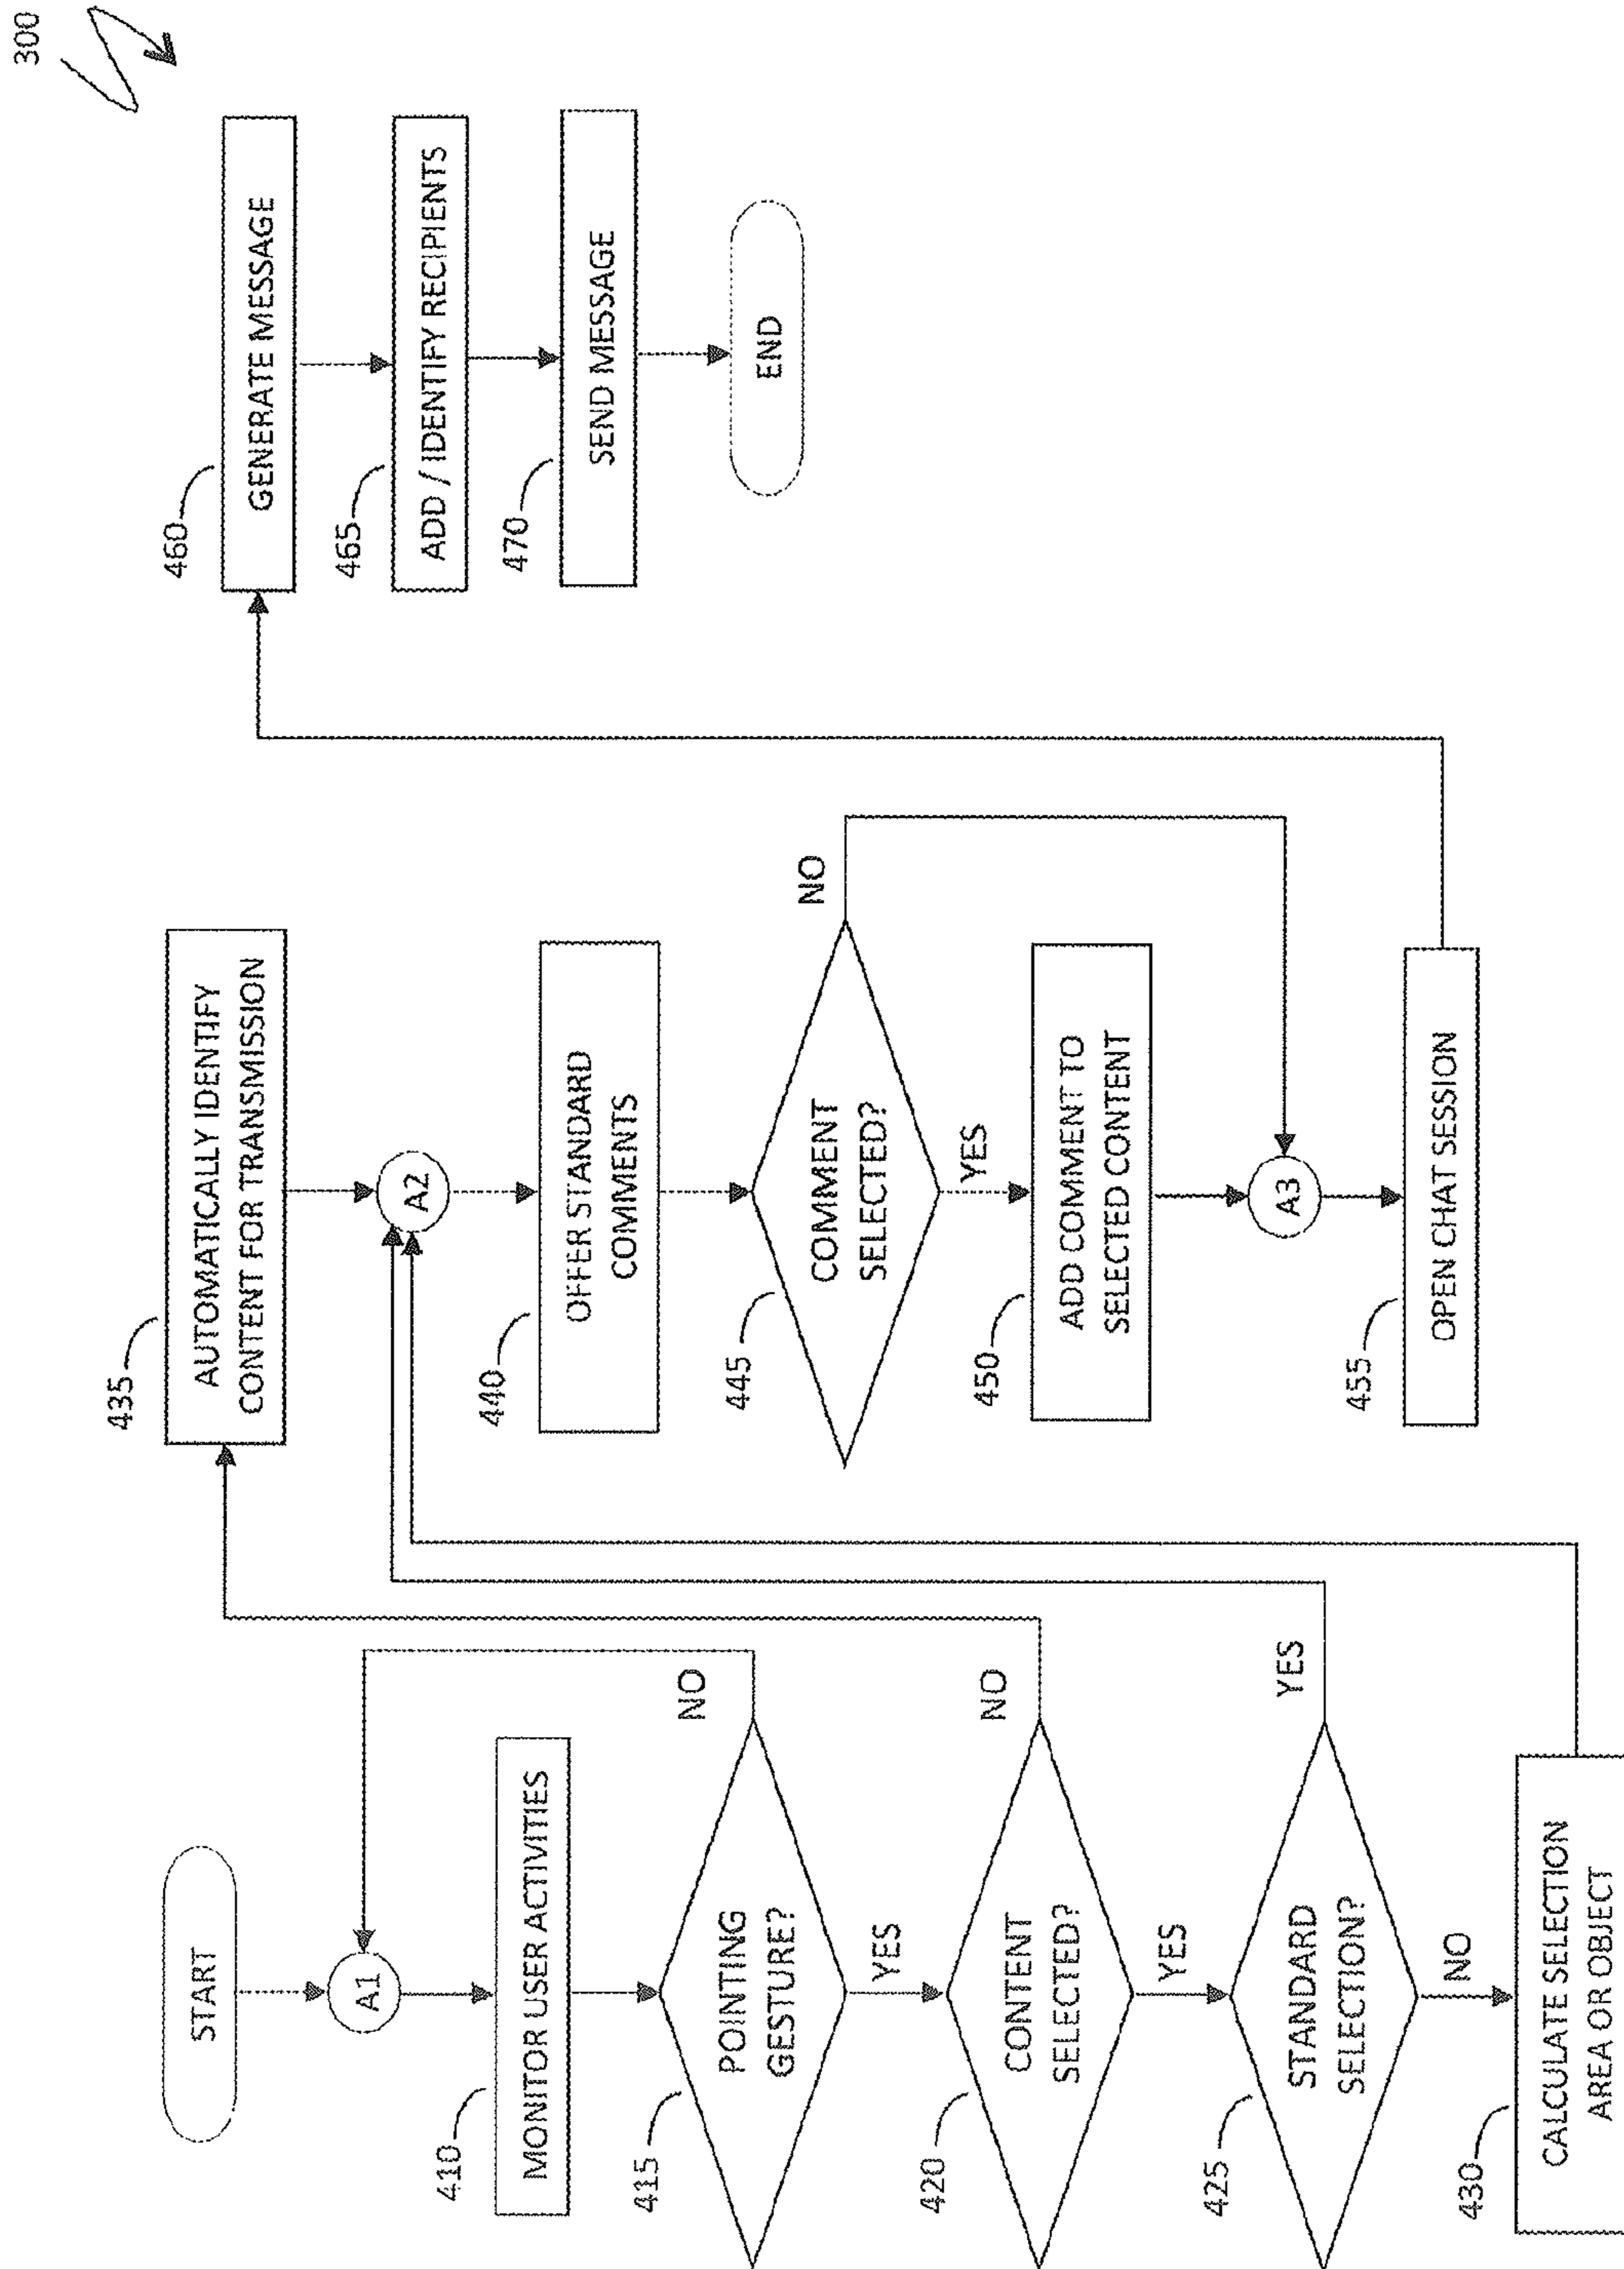 300
START
A1
410
MONITOR USER ACTIVITIES
415
POINTING
GESTURE?
NO
YES
420
CONTENT
SELECTED?
NO
YES
425
STANDARD
SELECTION?
YES
NO
430
CALCULATE SELECTION
AREA OR OBJECT
435
AUTOMATICALLY IDENTIFY
CONTENT FOR TRANSMISSION
A2
440
OFFER STANDARD
COMMENTS
445
COMMENT
SELECTED?
NO
YES
450
ADD COMMENT TO
SELECTED CONTENT
A3
455
OPEN CHAT SESSION
460
GENERATE MESSAGE
465
ADD / IDENTIFY RECIPIENTS
470
SEND MESSAGE
END